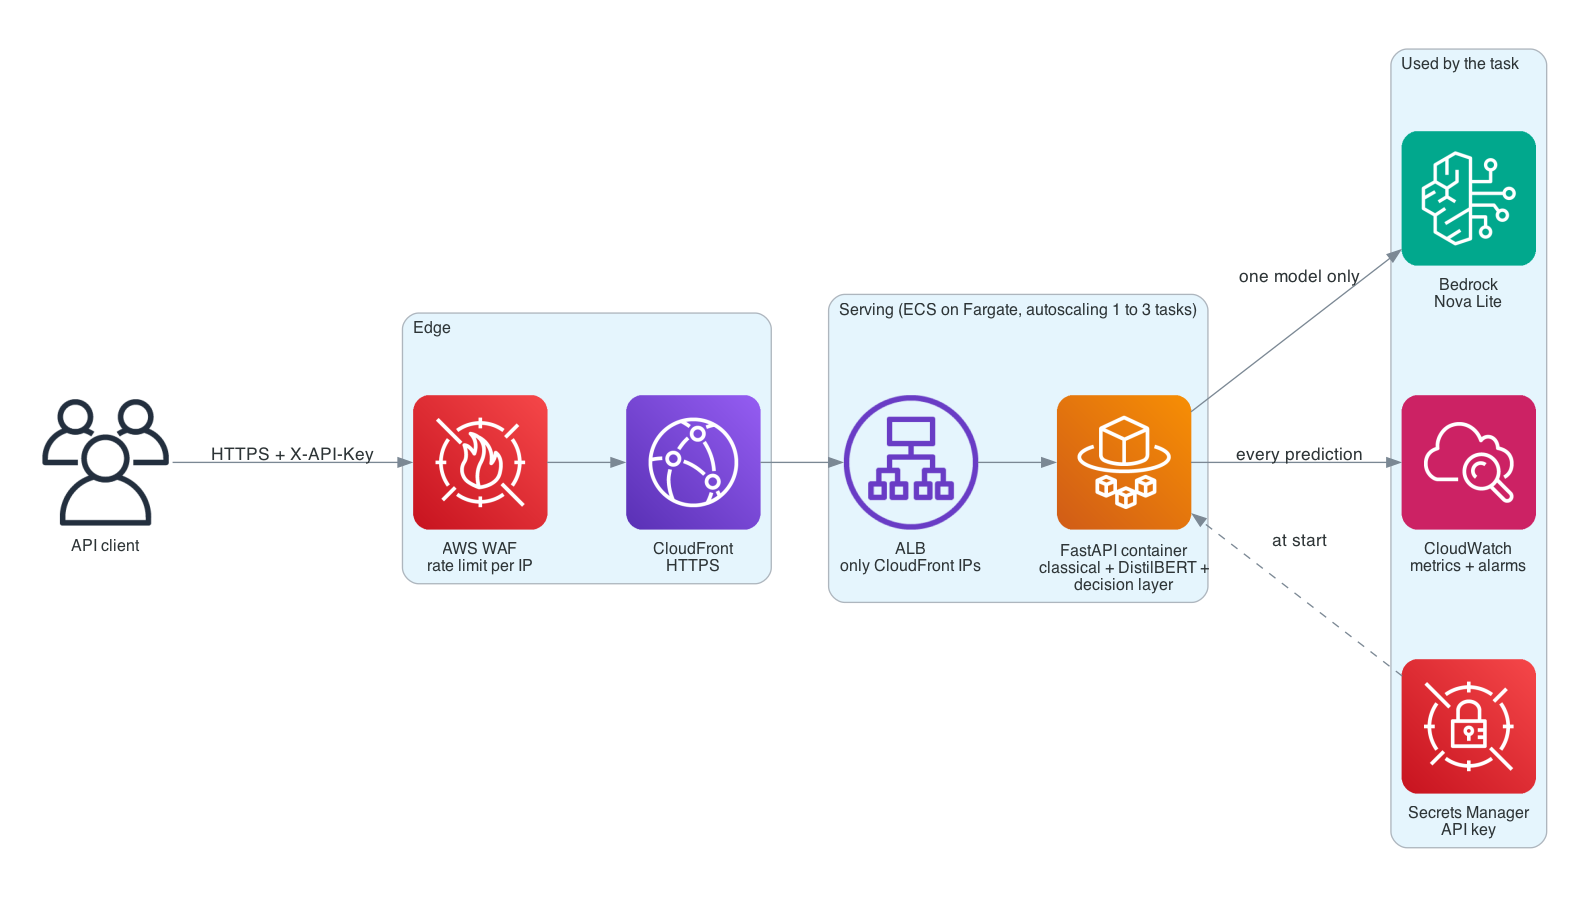 Used by the task
Bedrock
Nova Lite
one model only
Serving (ECS on Fargate, autoscaling 1 to 3 tasks)
Edge
HTTPS + X-API-Key
every prediction
API client
AWS WAF
rate limit per IP
CloudFront
HTTPS
ALB
only CloudFront IPs
FastAPI container
classical + DistilBERT +
decision layer
at start
CloudWatch
metrics + alarms
Secrets Manager
API key